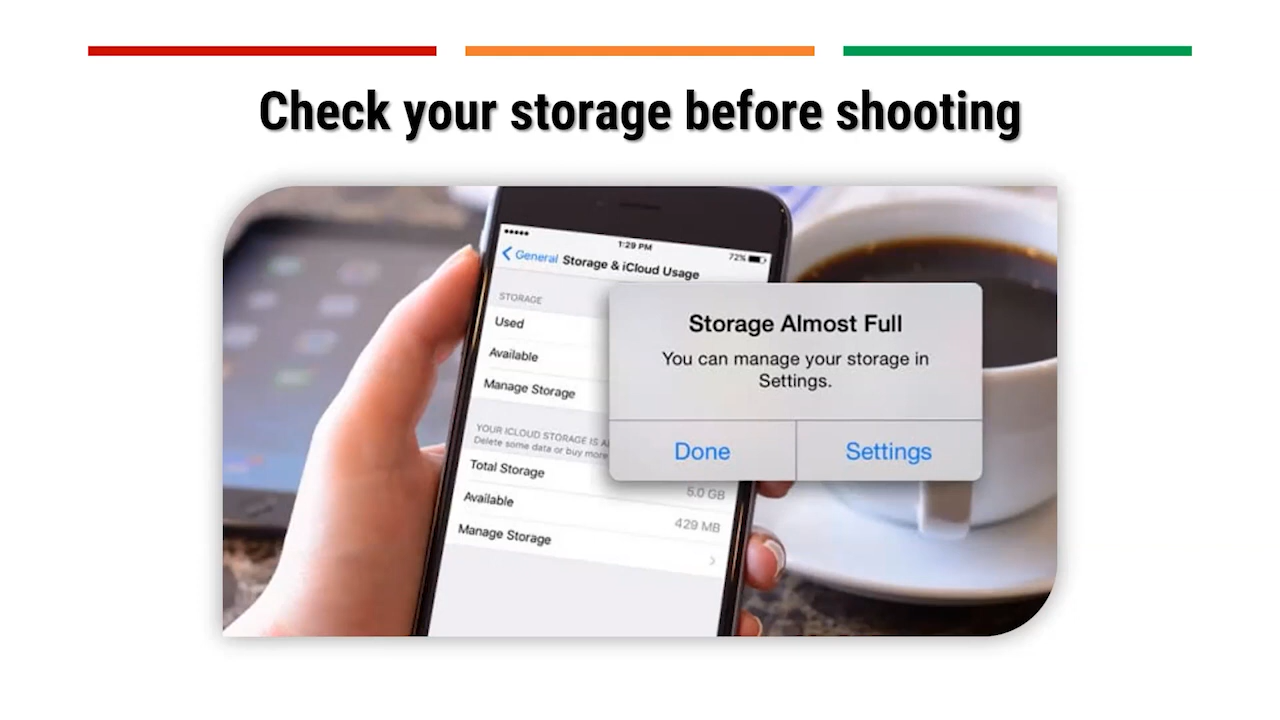 Check your storage before shooting
1:29 PM
72%
General Storage & iCloud Usage
STORAGE
Used
Available
Manage Storage
YOUR ICLOUD STORAGE IS
Delete some data or buy more
Total Storage
5.0 GB
Available
429 MB
Manage Storage
Storage Almost Full
You can manage your storage in
Settings.
Done
Settings